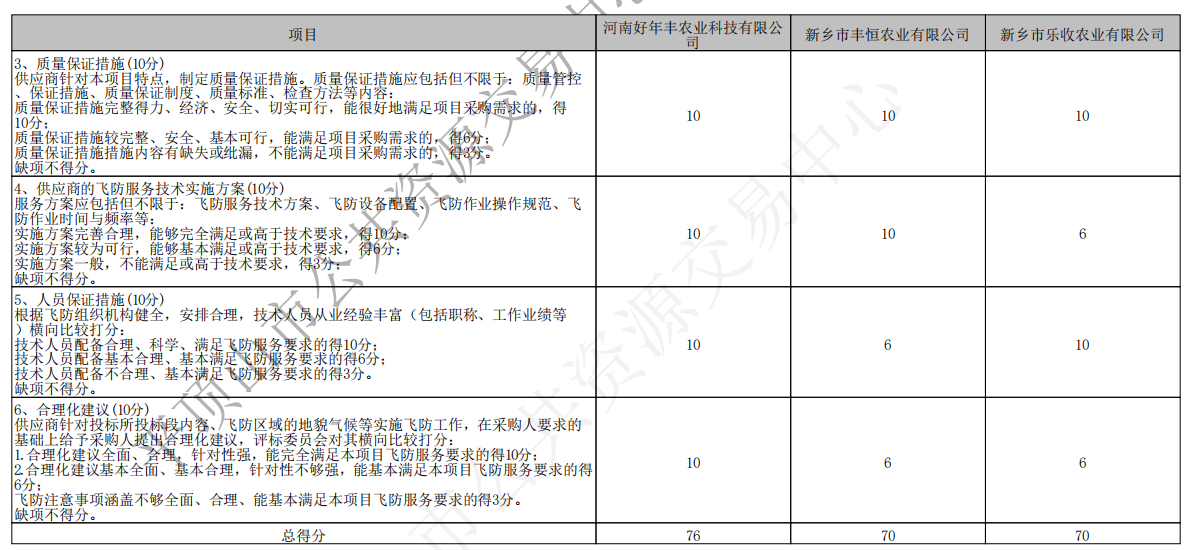 项目
河南好年丰农业科技有限公
司
新乡市丰恒农业有限公司
新乡市乐收农业有限公司
3、质量保证措施(10分)
供应商针对本项目特点，制定质量保证措施。质量保证措施应包括但不限于：质量管控
、保证措施、质量保证制度、质量标准、检查方法等内容：
质量保证措施完整得力、经济、安全、切实可行，能很好地满足项目采购需求的，得
10分；
质量保证措施较完整、安全、基本可行，能满足项目采购需求的，得6分；
质量保证措施措施内容有缺失或纰漏，不能满足项目采购需求的，得3分。
缺项不得分。
10
10
10
4、供应商的飞防服务技术实施方案(10分)
服务方案应包括但不限于：飞防服务技术方案、飞防设备配置、飞防作业操作规范、飞
防作业时间与频率等：
实施方案完善合理，能够完全满足或高于技术要求，得10分；
实施方案较为可行，能够基本满足或高于技术要求，得6分；
实施方案一般，不能满足或高于技术要求，得3分；
缺项不得分。
10
10
6
5、人员保证措施(10分)
根据飞防组织机构健全，安排合理，技术人员从业经验丰富（包括职称、工作业绩等
）横向比较打分：
技术人员配备合理、科学、满足飞防服务要求的得10分；
技术人员配备基本合理、基本满足飞防服务要求的得6分；
技术人员配备不合理、基本满足飞防服务要求的得3分。
缺项不得分。
10
6
10
6、合理化建议(10分)
供应商针对投标所投标段内容、飞防区域的地貌气候等实施飞防工作，在采购人要求的
基础上给予采购人提出合理化建议，评标委员会对其横向比较打分：
1.合理化建议全面、合理，针对性强，能完全满足本项目飞防服务要求的得10分；
2.合理化建议基本全面、基本合理，针对性不够强，能基本满足本项目飞防服务要求的得
6分；
飞防注意事项涵盖不够全面、合理、能基本满足本项目飞防服务要求的得3分。
缺项不得分。
10
6
6
总得分
76
70
70
平顶山市公共资源交易中心
市公共资源交易中心